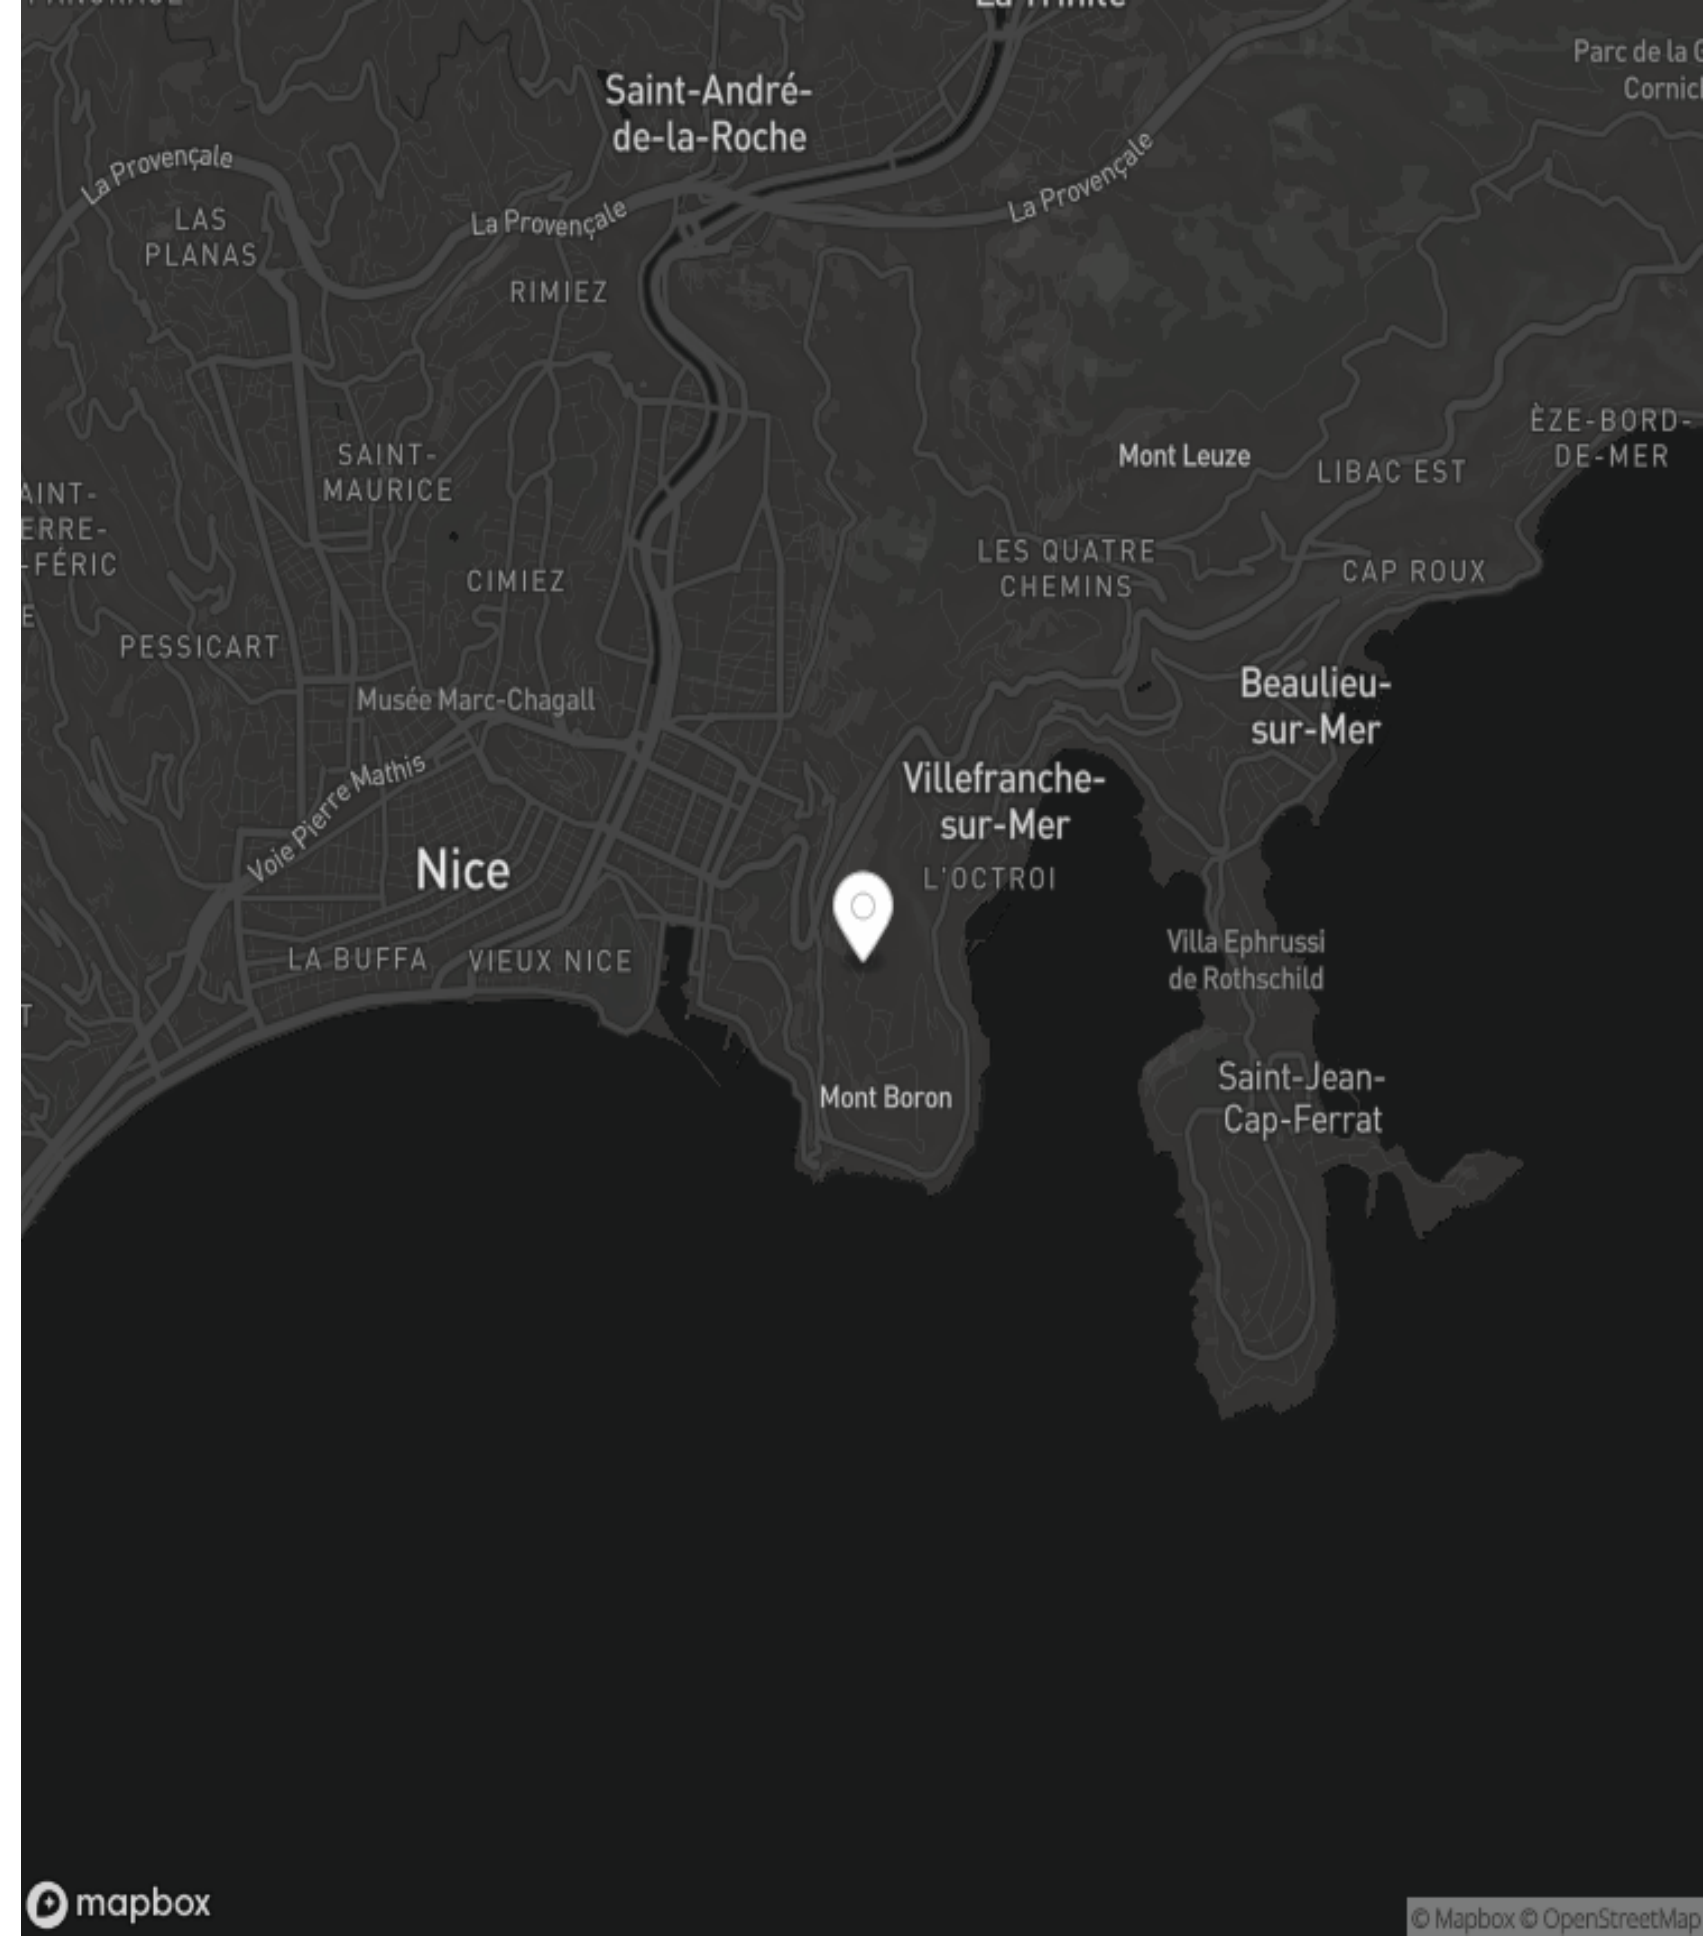 Saint-André-
de-la-Roche
Parc de la
La Provençale
La Provençale
La Provençale
LAS
PLANAS
RIMIEZ
ÈZE-BORD-
DE-MER
Mont Leuze
LIBAC EST
SAINT-
MAURICE
LES QUATRE
CHEMINS
CAP ROUX
CIMIEZ
PESSICART
Musée Marc-Chagall
Beaulieu-
sur-Mer
Voie Pierre Mathis
Villefranche-
sur-Mer
Nice
L'OCTROI
LA BUFFA
VIEUX NICE
Villa Ephrussi
de Rothschild
Mont Boron
Saint-Jean-
Cap-Ferrat
mapbox
© Mapbox © OpenStreetMap